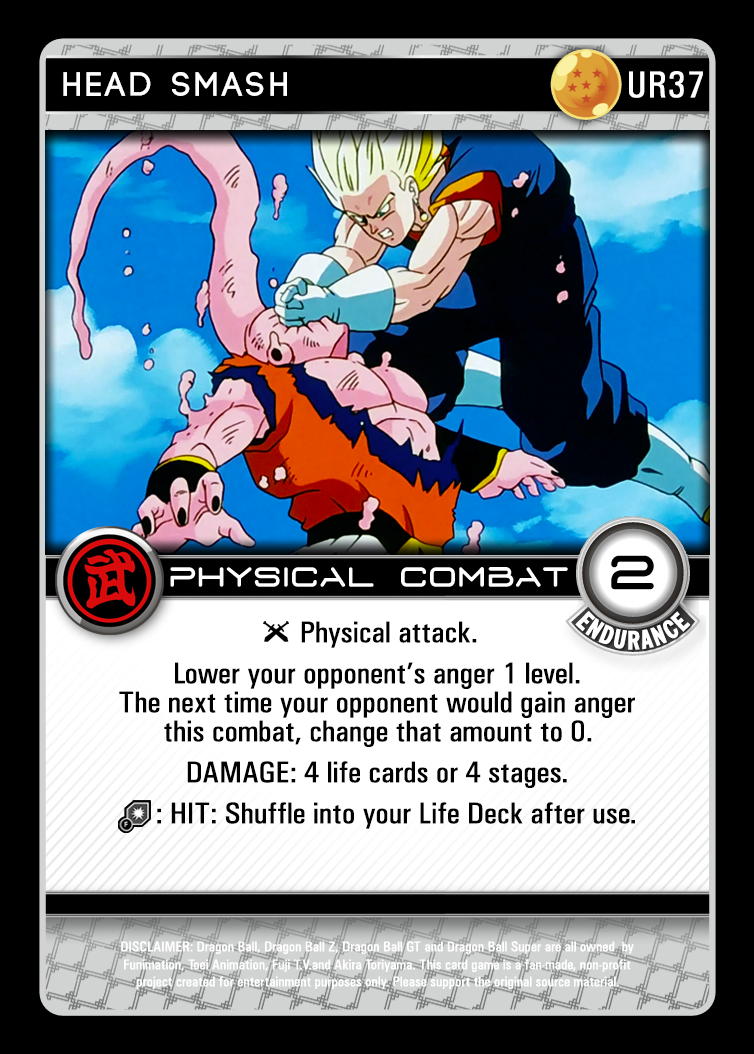 HEAD SMASH
UR37
武
PHYSICAL COMBAT
2
ENDURANCE
Physical attack.
Lower your opponent's anger 1 level.
The next time your opponent would gain anger
this combat, change that amount to 0.
DAMAGE: 4 life cards or 4 stages.
: HIT: Shuffle into your Life Deck after use.
DISCLAIMER: Dragon Ball, Dragon Ball Z, Dragon Ball GT and Dragon Ball Super are all owned by
Funimation, Toei Animation, Fuji T.V.and Akira Toriyama. This card game is a fan-made, non-profit
project created for entertainment purposes only. Please support the original source material.